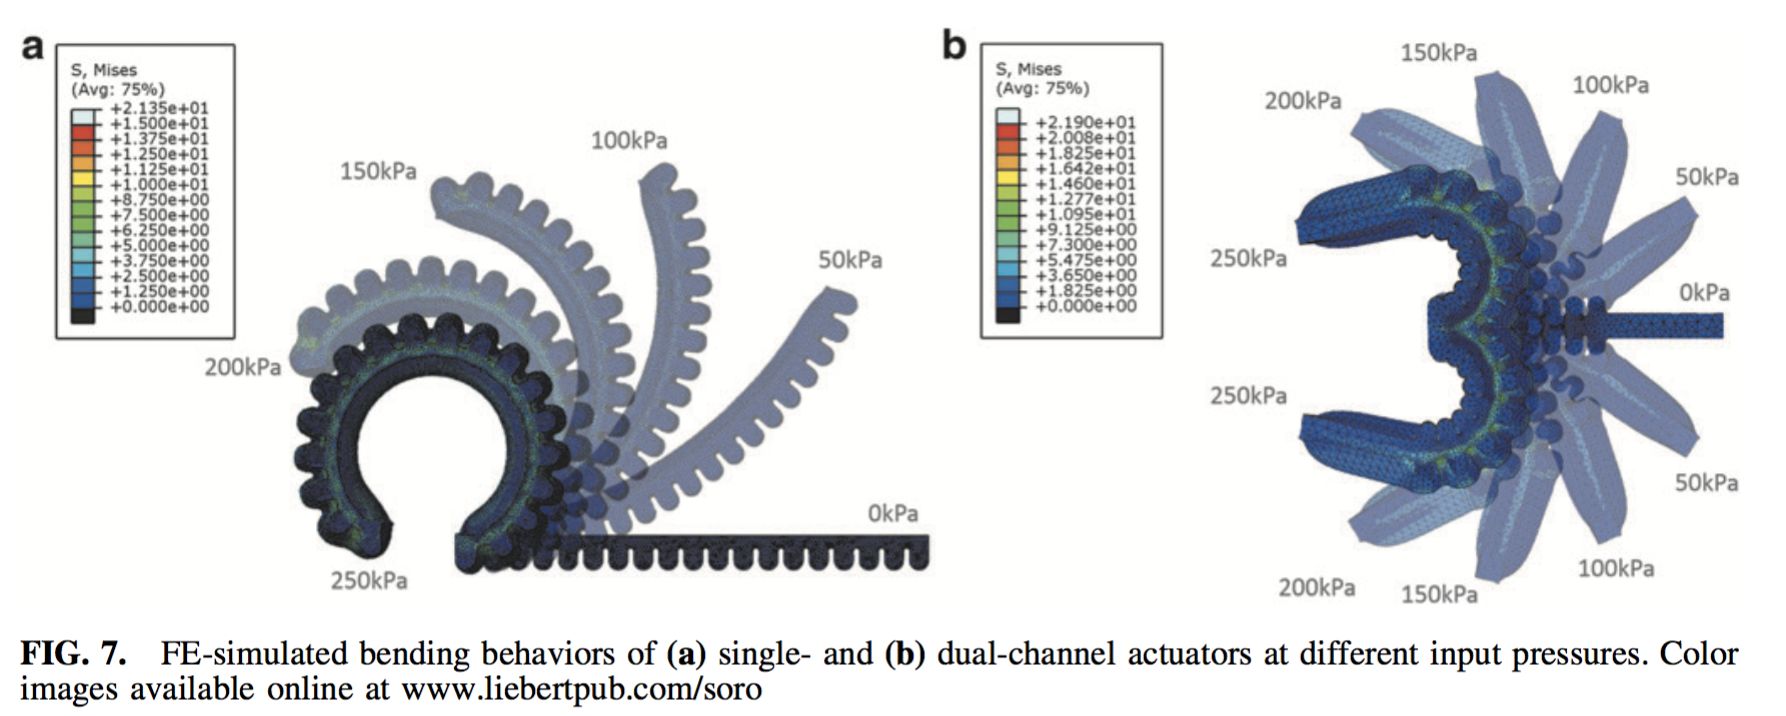 a
S, Mises
(Avg: 75%)
+2.135e+01
+1.500e+01
+1.375e+01
+1.250e+01
+1.125e+01
+1.000e+01
+8.750e+00
+7.500e+00
+6.250e+00
+5.000e+00
+3.750e+00
+2.500e+00
+1.250e+00
+0.000e+00
100kPa
150kPa
50kPa
200kPa
0kPa
250kPa
b
S, Mises
(Avg: 75%)
+2.190e+01
+2.008e+01
+1.825e+01
+1.642e+01
+1.460e+01
+1.277e+01
+1.095e+01
+9.125e+00
+7.300e+00
+5.475e+00
+3.650e+00
+1.825e+00
+0.000e+00
150kPa
100kPa
200kPa
50kPa
250kPa
0kPa
250kPa
50kPa
100kPa
200kPa
150kPa
FIG. 7. FE-simulated bending behaviors of (a) single- and (b) dual-channel actuators at different input pressures. Color
images available online at www.liebertpub.com/soro